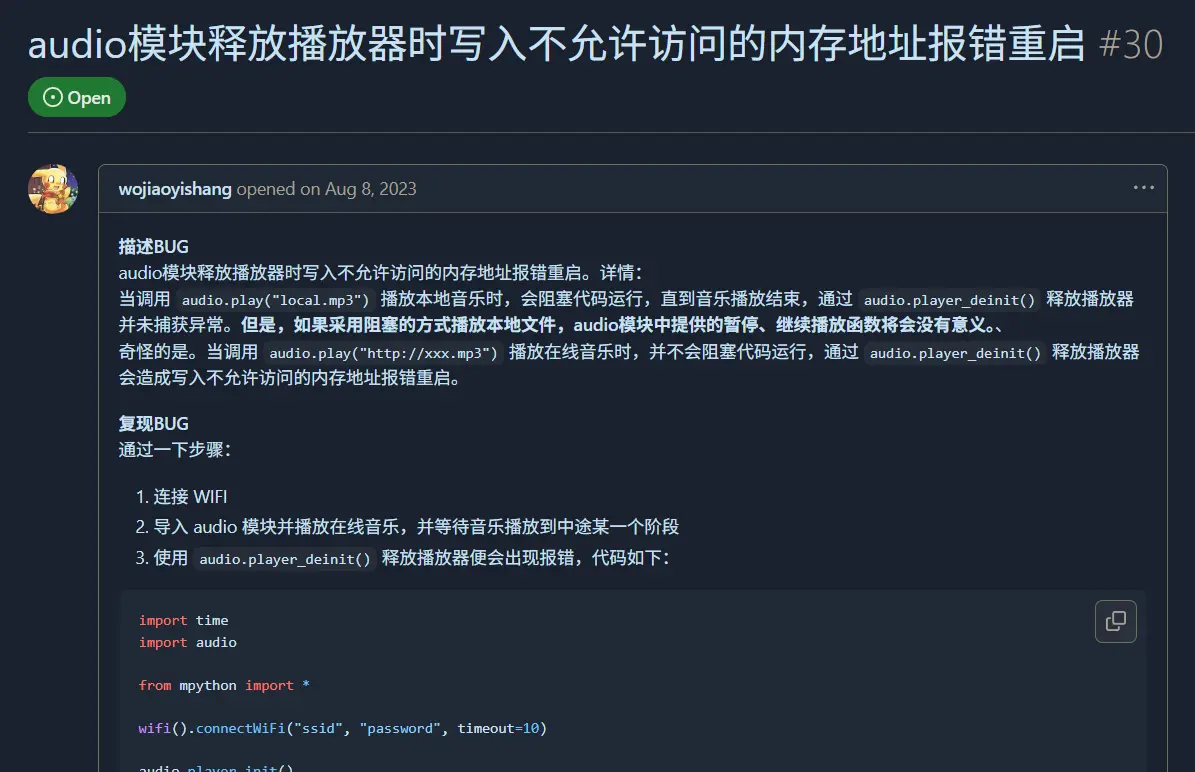 audio模块释放播放器时写入不允许访问的内存地址报错重启 #30
Open
wojiaoyishang opened on Aug 8, 2023
描述BUG
audio模块释放播放器时写入不允许访问的内存地址报错重启。详情：
当调用 audio.play("local.mp3") 播放本地音乐时，会阻塞代码运行，直到音乐播放结束，通过 audio.player_deinit() 释放播放器
并未捕获异常。但是，如果采用阻塞的方式播放本地文件，audio模块中提供的暂停、继续播放函数将会没有意义。、
奇怪的是。当调用 audio.play("http://xxx.mp3") 播放在线音乐时，并不会阻塞代码运行，通过 audio.player_deinit() 释放播放器
会造成写入不允许访问的内存地址报错重启。
复现BUG
通过一下步骤：
1. 连接 WIFI
2. 导入 audio 模块并播放在线音乐，并等待音乐播放到中途某一个阶段
3. 使用 audio.player_deinit() 释放播放器便会出现报错，代码如下：
import time
import audio
from mpython import *
wifi().connectWiFi("ssid", "password", timeout=10)
audio.player_init()